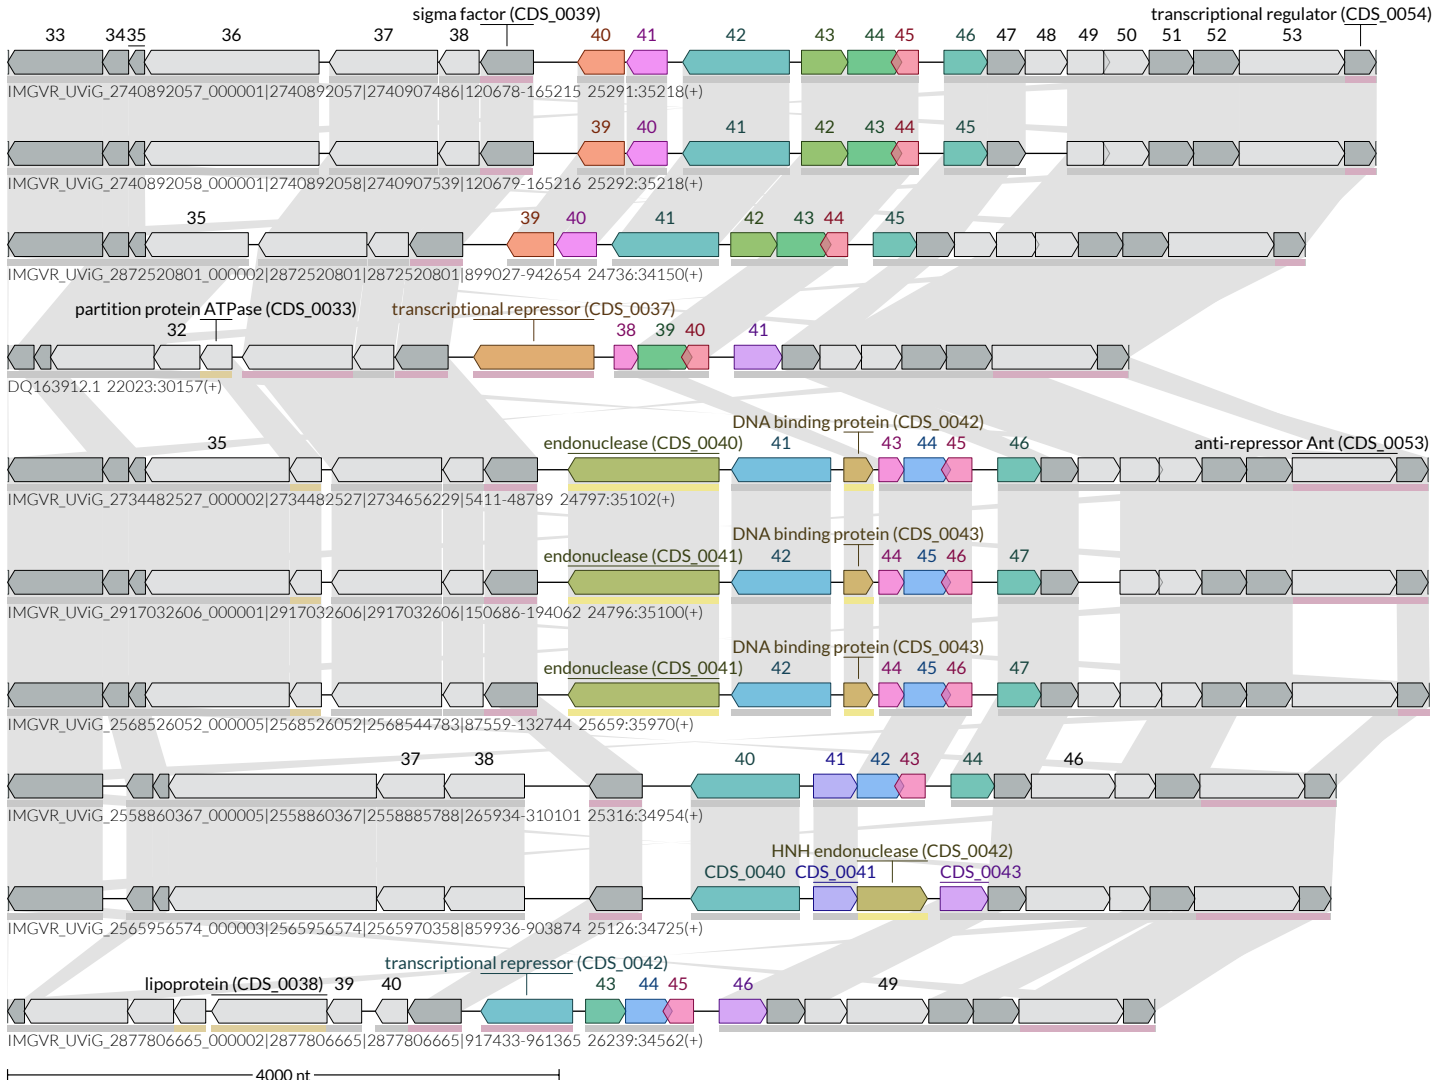 sigma factor (CDS_0039) transcriptional regulator (CDS_0054)
33 34 35 36 37 38 40 41 42 43 44 45 46 47 48 49 50 51 52 53
IMGVR_UViG_2740892057_000001|2740892057|2740907486|120678-165215 25291:35218(+)
39 40 41 42 43 44 45
IMGVR_UViG_2740892058_000001|2740892058|2740907539|120679-165216 25292:35218(+)
35 39 40 41 42 43 44 45
IMGVR_UViG_2872520801_000002|2872520801|2872520801|899027-942654 24736:34150(+)
partition protein ATPase (CDS_0033) transcriptional repressor (CDS_0037)
32 38 39 40 41
DQ163912.1 22023:30157(+)
DNA binding protein (CDS_0042)
35 endonuclease (CDS_0040) 41 43 44 45 46 anti-repressor Ant (CDS_0053)
IMGVR_UViG_2734482527_000002|2734482527|2734656229|5411-48789 24797:35102(+)
DNA binding protein (CDS_0043)
endonuclease (CDS_0041) 42 44 45 46 47
IMGVR_UViG_2917032606_000001|2917032606|2917032606|150686-194062 24796:35100(+)
DNA binding protein (CDS_0043)
endonuclease (CDS_0041) 42 44 45 46 47
IMGVR_UViG_2568526052_000005|2568526052|2568544783|87559-132744 25659:35970(+)
37 38 40 41 42 43 44 46
IMGVR_UViG_2558860367_000005|2558860367|2558885788|265934-310101 25316:34954(+)
HNH endonuclease (CDS_0042)
CDS_0040 CDS_0041 CDS_0043
IMGVR_UViG_2565956574_000003|2565956574|2565970358|859936-903874 25126:34725(+)
transcriptional repressor (CDS_0042)
lipoprotein (CDS_0038) 39 40 43 44 45 46 49
IMGVR_UViG_2877806665_000002|2877806665|2877806665|917433-961365 26239:34562(+)
4000 nt